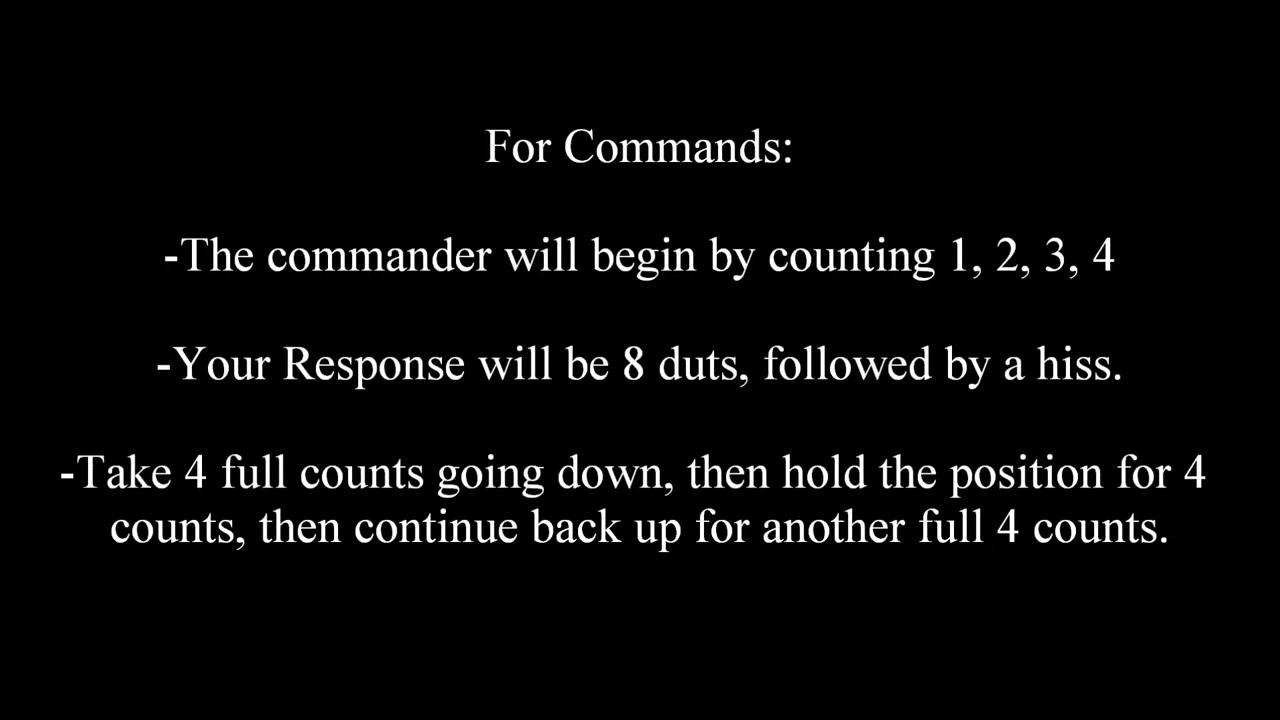 For Commands:
-The commander will begin by counting 1, 2, 3, 4
-Your Response will be 8 duts, followed by a hiss.
-Take 4 full counts going down, then hold the position for 4
counts, then continue back up for another full 4 counts.